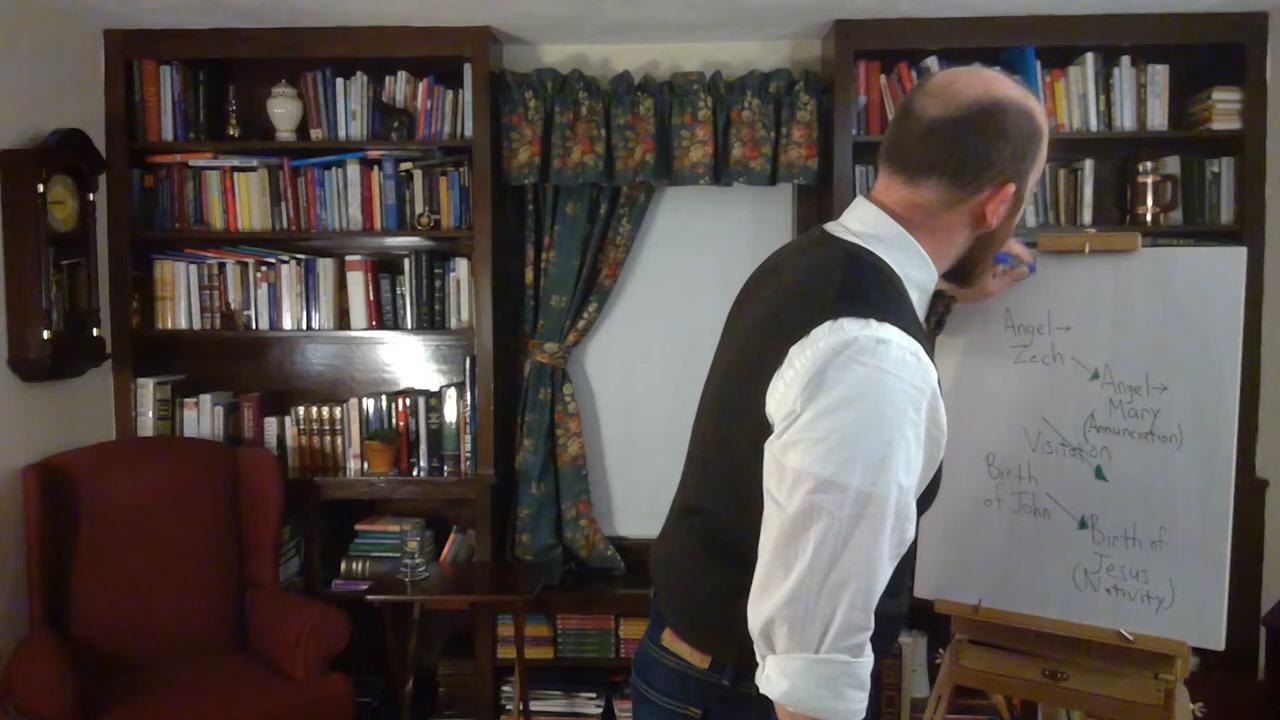 Angel→
Zech
Angel→
Mary
(Annunciation)
Visitation
Birth
of John
Birth of
Jesus
(Nativity)